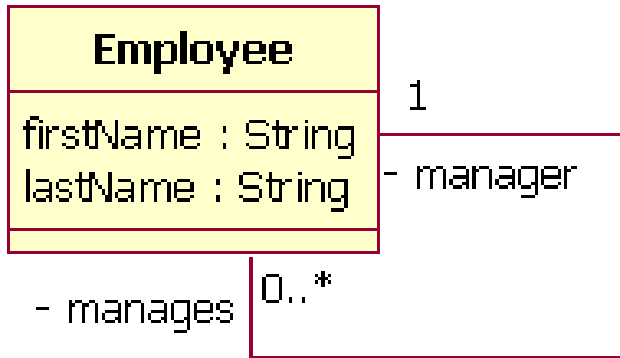 Employee
1
firstName : String
- manager
lastName : String
- manages
0..*